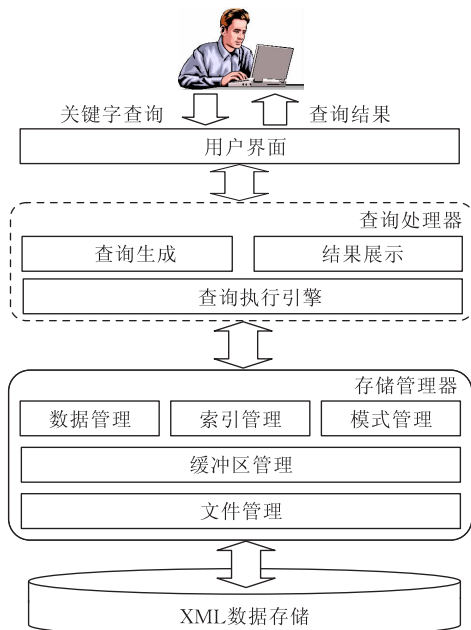 关键字查询
查询结果
用户界面
查询处理器
查询生成
结果展示
查询执行引擎
存储管理器
数据管理
索引管理
模式管理
缓冲区管理
文件管理
XML数据存储